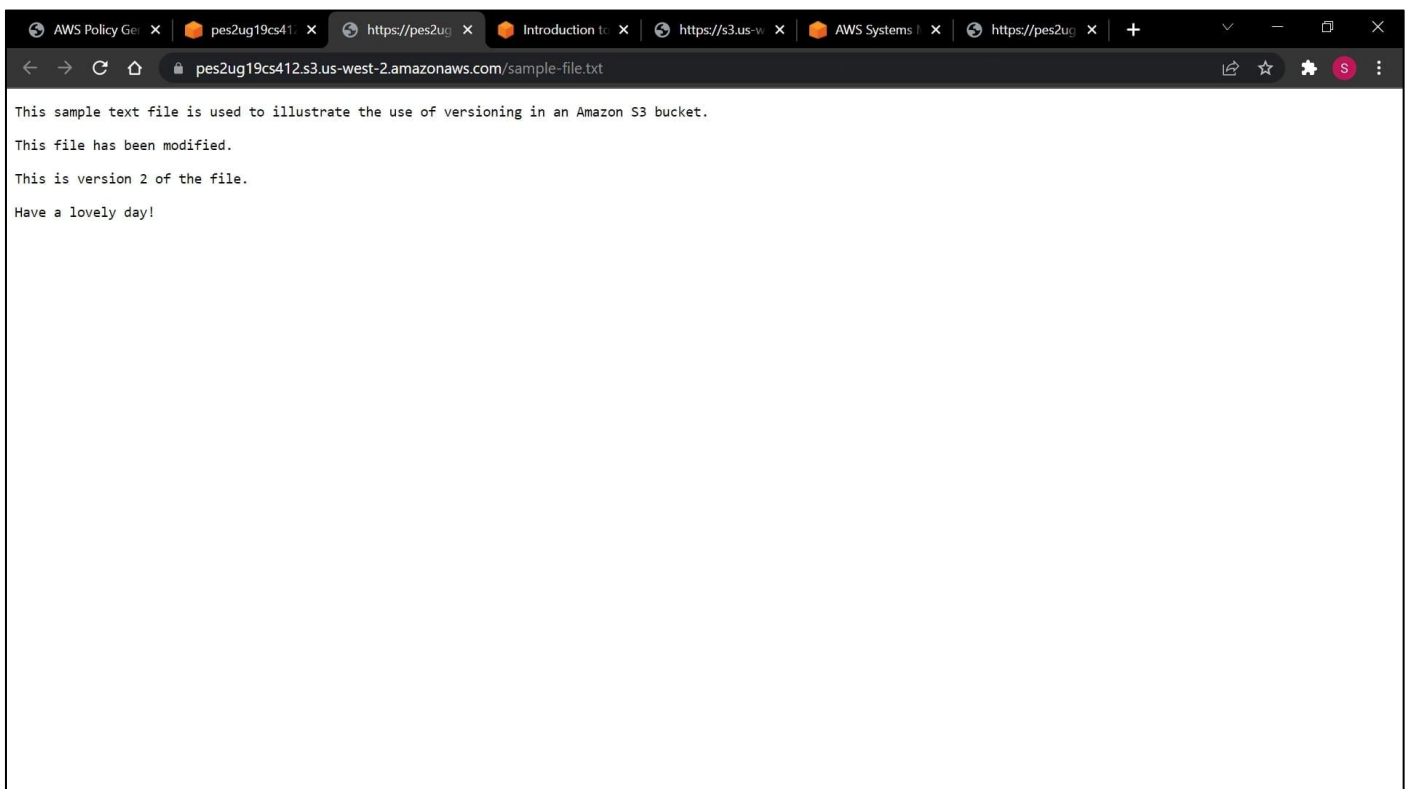 AWS Policy Ge
pes2ug19cs41
https://pes2ug
Introduction to
https://s3.us-w
AWS Systems
https://pes2ug
pes2ug19cs412.s3.us-west-2.amazonaws.com/sample-file.txt
S
This sample text file is used to illustrate the use of versioning in an Amazon S3 bucket.
This file has been modified.
This is version 2 of the file.
Have a lovely day!